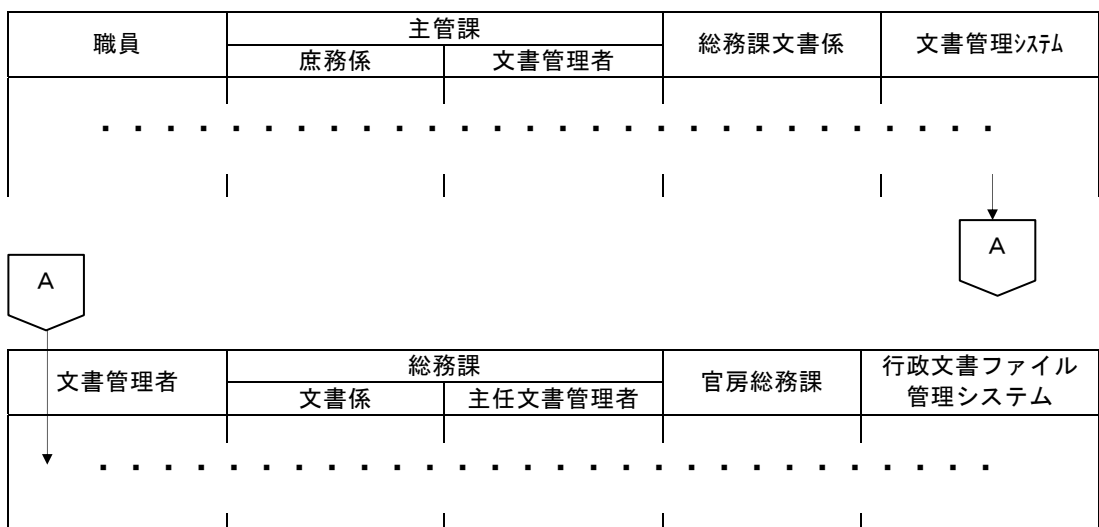 職員 主管課 総務課文書係 文書管理ｼｽﾃﾑ
庶務係 文書管理者
A
A
文書管理者 総務課 官房総務課 行政文書ファイル
管理システム
文書係 主任文書管理者